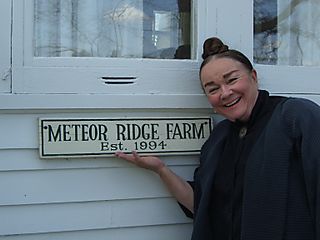 "METEOR RIDGE FARM"
Est. 1994